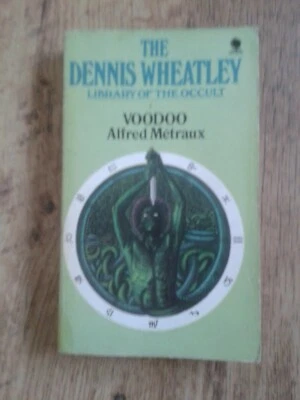 THE
DENNIS WHEATLEY
LIBRARY OF THE OCCULT
VOODOO
Alfred Métraux